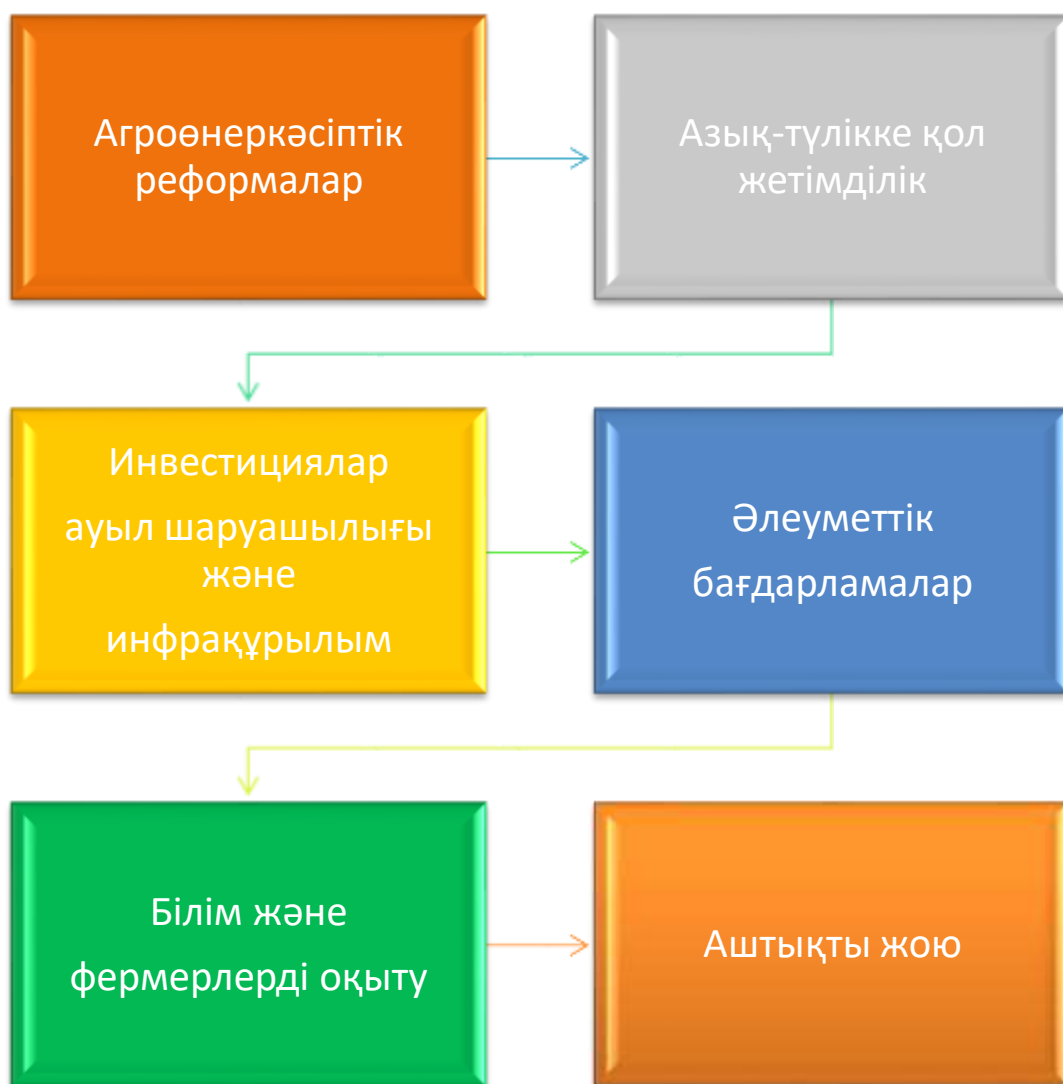 Агроөнеркәсіптік
реформалар
Азық-түлікке қол
жетімділік
Инвестициялар
ауыл шаруашылығы
және
инфрақұрылым
Әлеуметтік
бағдарламалар
Білім және
фермерлерді оқыту
Аштықты жою